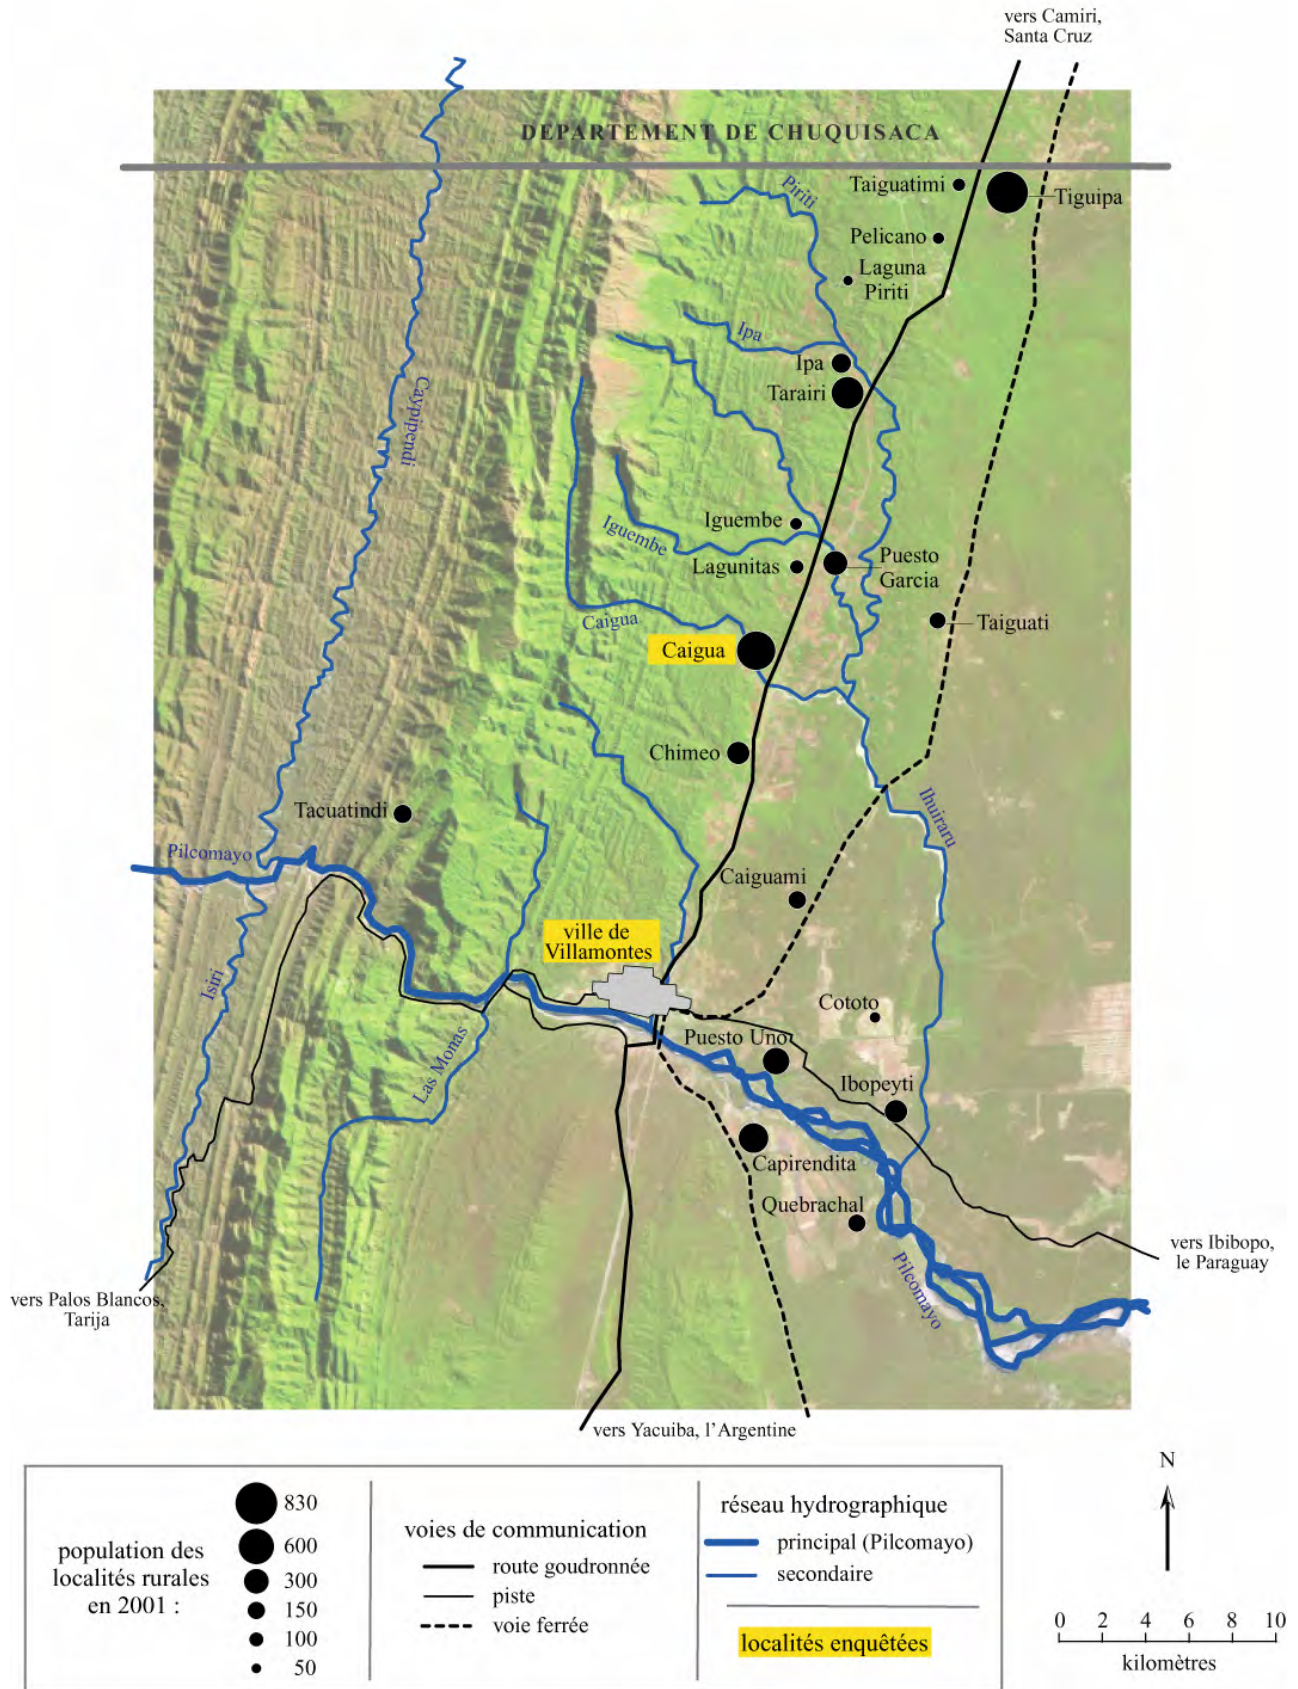 vers Camiri,
Santa Cruz
DEPARTEMENT DE CHUQUISACA
Piriti
Taiguatimi
Tiguipa
Pelicano
Laguna
Piriti
Ipa
Ipa
Tarairi
Caypipendi
Iguembe
Iguembe
Lagunitas
Puesto
Garcia
Taiguati
Caigua
Caigua
Chimeo
Tacuatindi
Ihuiraru
Pilcomayo
Caiguami
ville de
Villamontes
Isiri
Cototo
Puesto Uno
Las Monas
Ibopeyti
Capirendita
Quebrachal
Pilcomayo
vers Ibibopo,
le Paraguay
vers Palos Blancos,
Tarija
vers Yacuiba, l'Argentine
population des
localités rurales
en 2001 :
830
600
300
150
100
50
voies de communication
route goudronnée
piste
voie ferrée
réseau hydrographique
principal (Pilcomayo)
secondaire
localités enquêtées
N
0 2 4 6 8 10
kilomètres